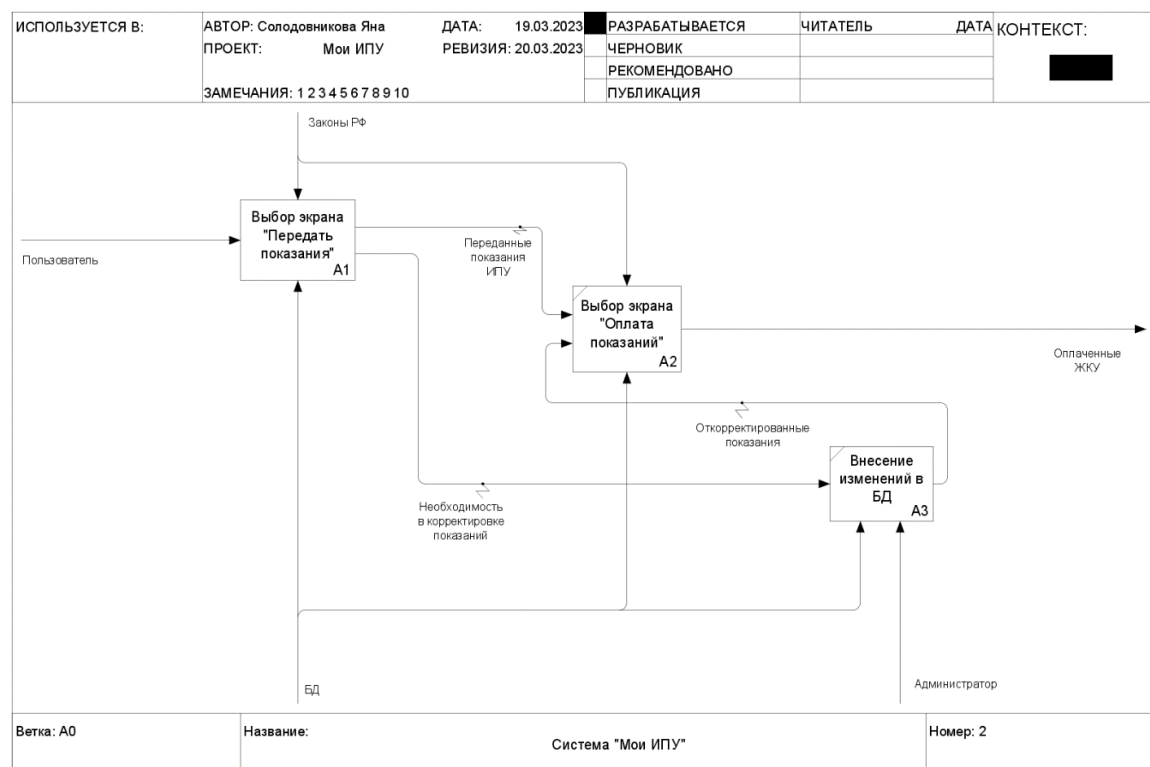 ИСПОЛЬЗУЕТСЯ В:
АВТОР: Солодовникова Яна
ДАТА: 19.03.2023
РАЗРАБАТЫВАЕТСЯ
ЧИТАТЕЛЬ
ДАТА
КОНТЕКСТ:
ПРОЕКТ: Мои ИПУ
РЕВИЗИЯ: 20.03.2023
ЧЕРНОВИК
РЕКОМЕНДОВАНО
ЗАМЕЧАНИЯ: 1 2 3 4 5 6 7 8 9 10
ПУБЛИКАЦИЯ
Законы РФ
Выбор экрана
"Передать
показания"
A1
Пользователь
Переданные
показания
ИПУ
Выбор экрана
"Оплата
показаний"
A2
Оплаченные
ЖКУ
Откорректированные
показания
Внесение
изменений в
БД
A3
Необходимость
в корректировке
показаний
БД
Администратор
Ветка: A0
Название:
Система "Мои ИПУ"
Номер: 2